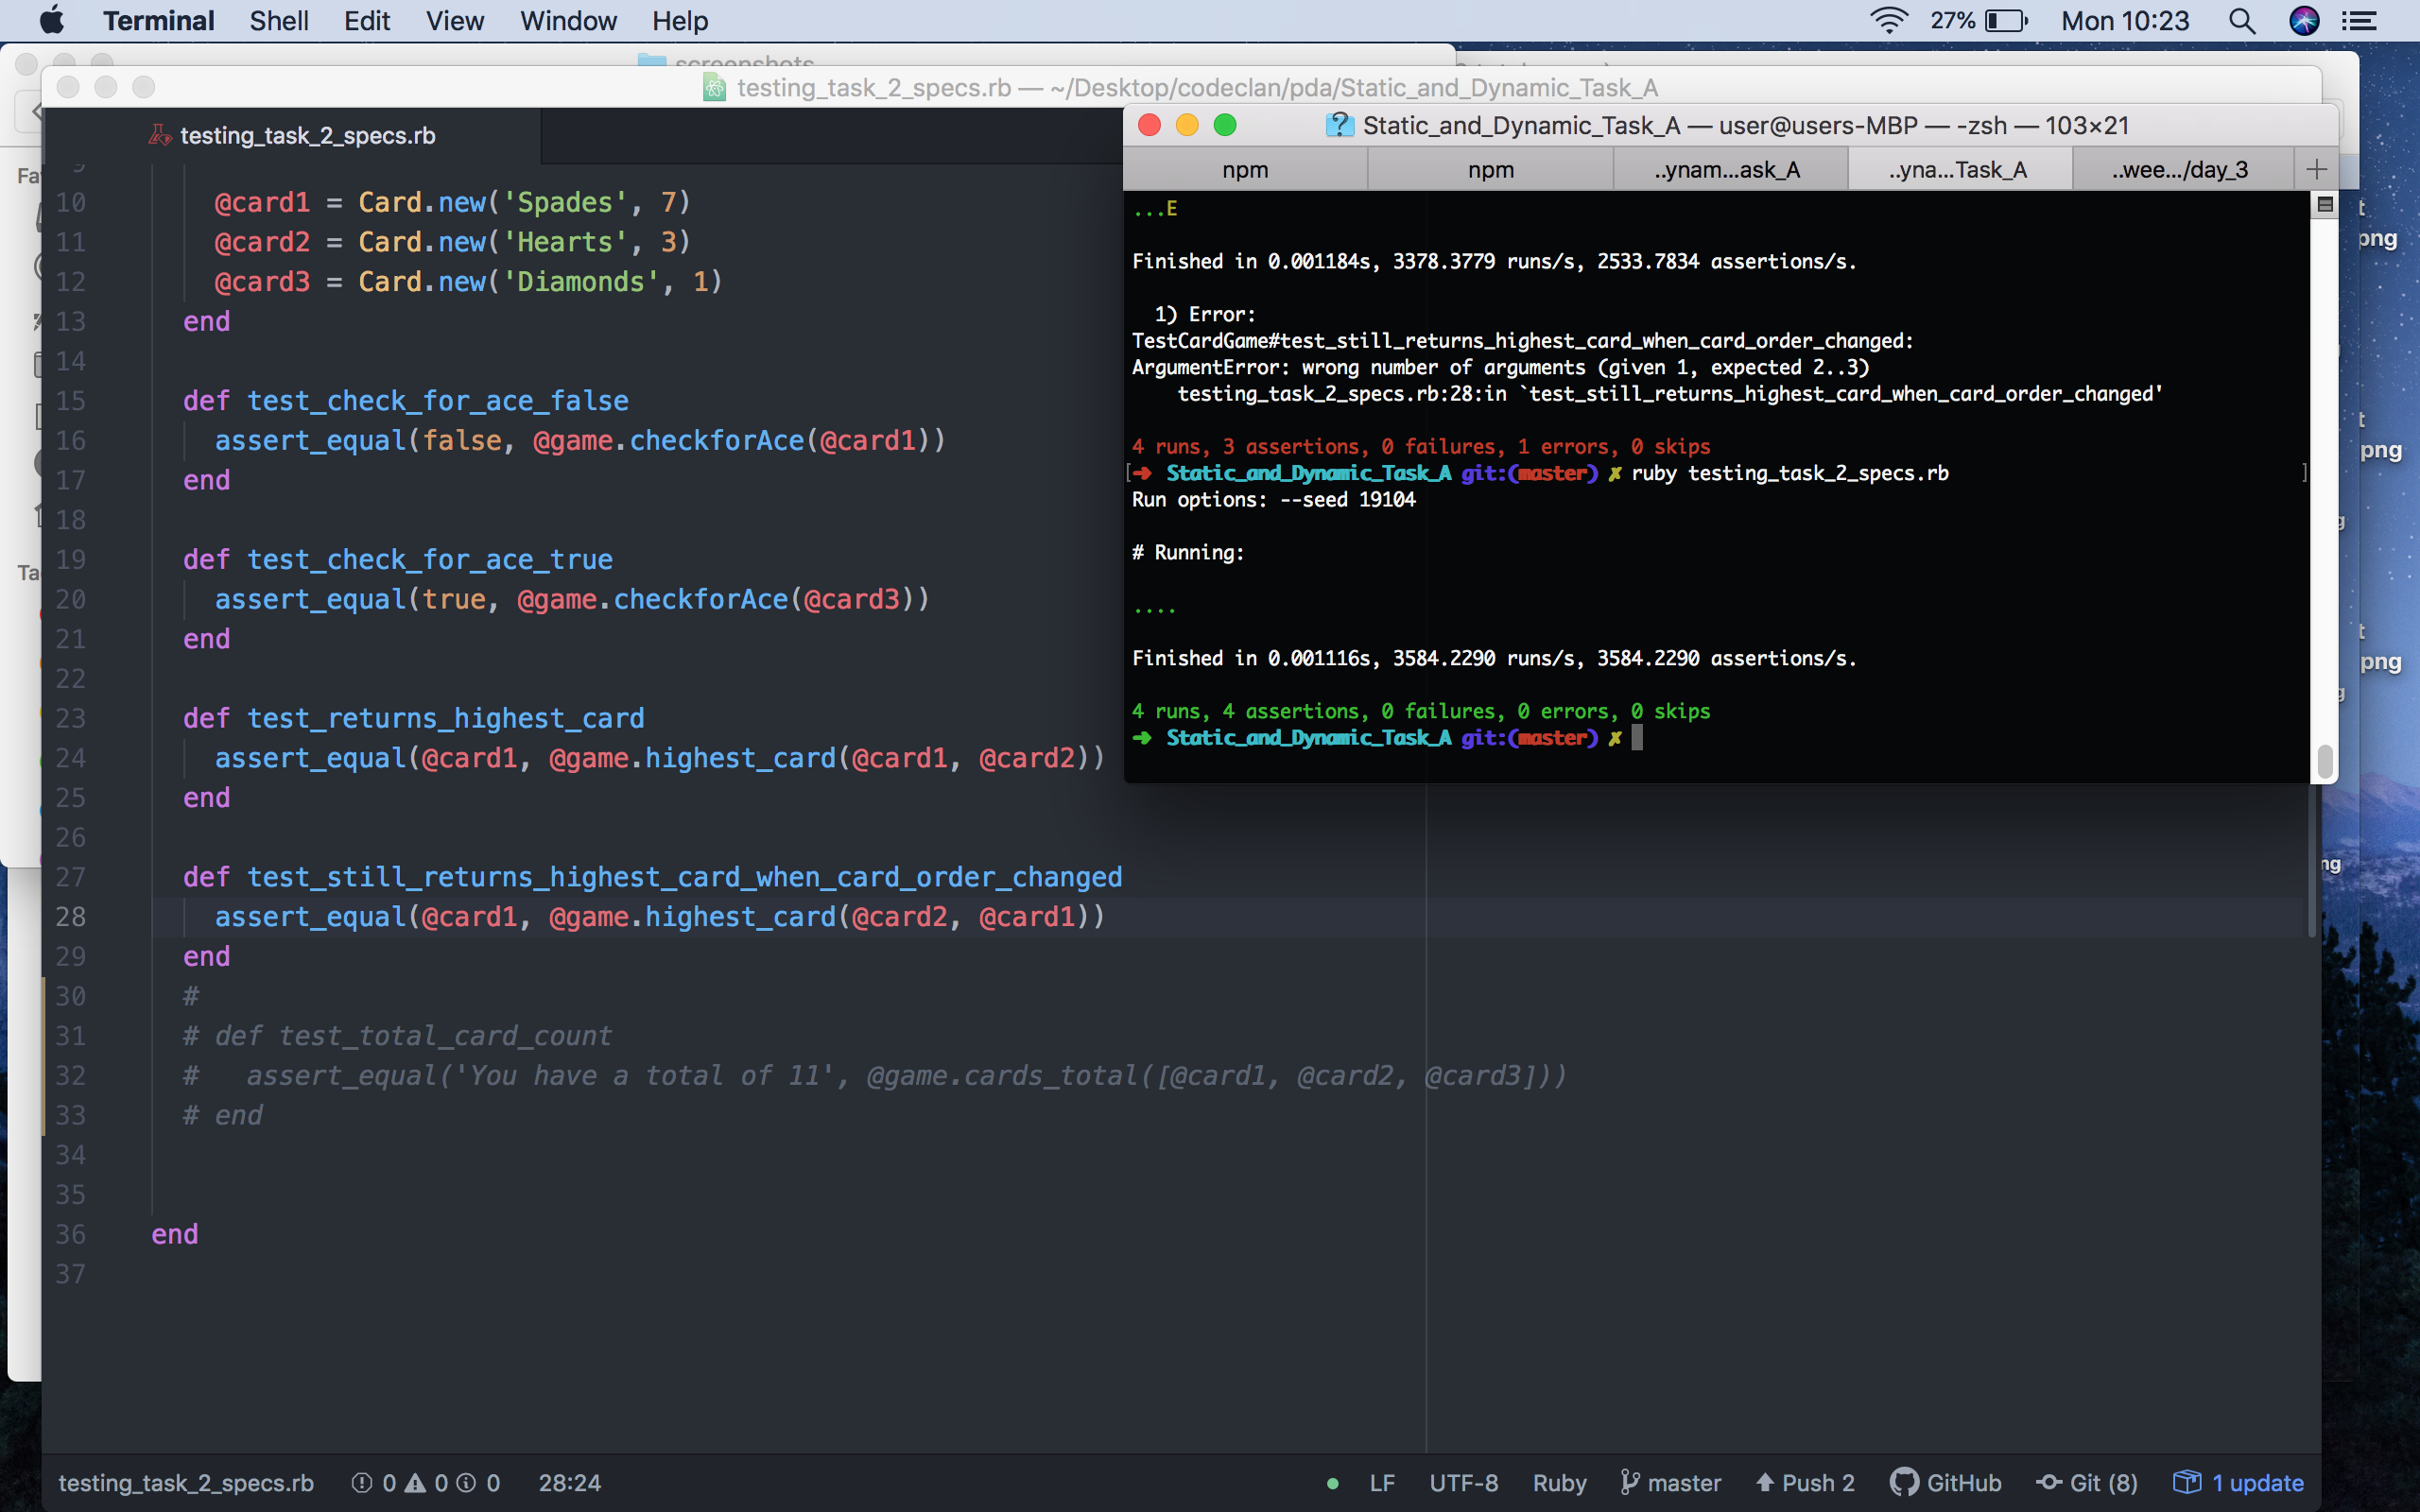 Terminal Shell Edit View Window Help 27% Mon 10:23
screenshots
testing_task_2_specs.rb — ~/Desktop/codeclan/pda/Static_and_Dynamic_Task_A
testing_task_2_specs.rb
9
10 @card1 = Card.new('Spades', 7)
11 @card2 = Card.new('Hearts', 3)
12 @card3 = Card.new('Diamonds', 1)
13 end
14
15 def test_check_for_ace_false
16 assert_equal(false, @game.checkforAce(@card1))
17 end
18
19 def test_check_for_ace_true
20 assert_equal(true, @game.checkforAce(@card3))
21 end
22
23 def test_returns_highest_card
24 assert_equal(@card1, @game.highest_card(@card1, @card2))
25 end
26
27 def test_still_returns_highest_card_when_card_order_changed
28 assert_equal(@card1, @game.highest_card(@card2, @card1))
29 end
30 #
31 # def test_total_card_count
32 #   assert_equal('You have a total of 11', @game.cards_total([@card1, @card2, @card3]))
33 # end
34
35
36 end
37
Static_and_Dynamic_Task_A — user@users-MBP — -zsh — 103×21
npm npm ..ynam...ask_A ..yna...Task_A ..wee.../day_3 +
...E
Finished in 0.001184s, 3378.3779 runs/s, 2533.7834 assertions/s.
1) Error:
TestCardGame#test_still_returns_highest_card_when_card_order_changed:
ArgumentError: wrong number of arguments (given 1, expected 2..3)
testing_task_2_specs.rb:28:in `test_still_returns_highest_card_when_card_order_changed'
4 runs, 3 assertions, 0 failures, 1 errors, 0 skips
[➜ Static_and_Dynamic_Task_A git:(master) ✗ ruby testing_task_2_specs.rb ]
Run options: --seed 19104
# Running:
....
Finished in 0.001116s, 3584.2290 runs/s, 3584.2290 assertions/s.
4 runs, 4 assertions, 0 failures, 0 errors, 0 skips
➜ Static_and_Dynamic_Task_A git:(master) ✗
Fa
Ta
t
png
t
png
t
png
ng
testing_task_2_specs.rb 0 0 0 28:24 LF UTF-8 Ruby master Push 2 GitHub Git (8) 1 update